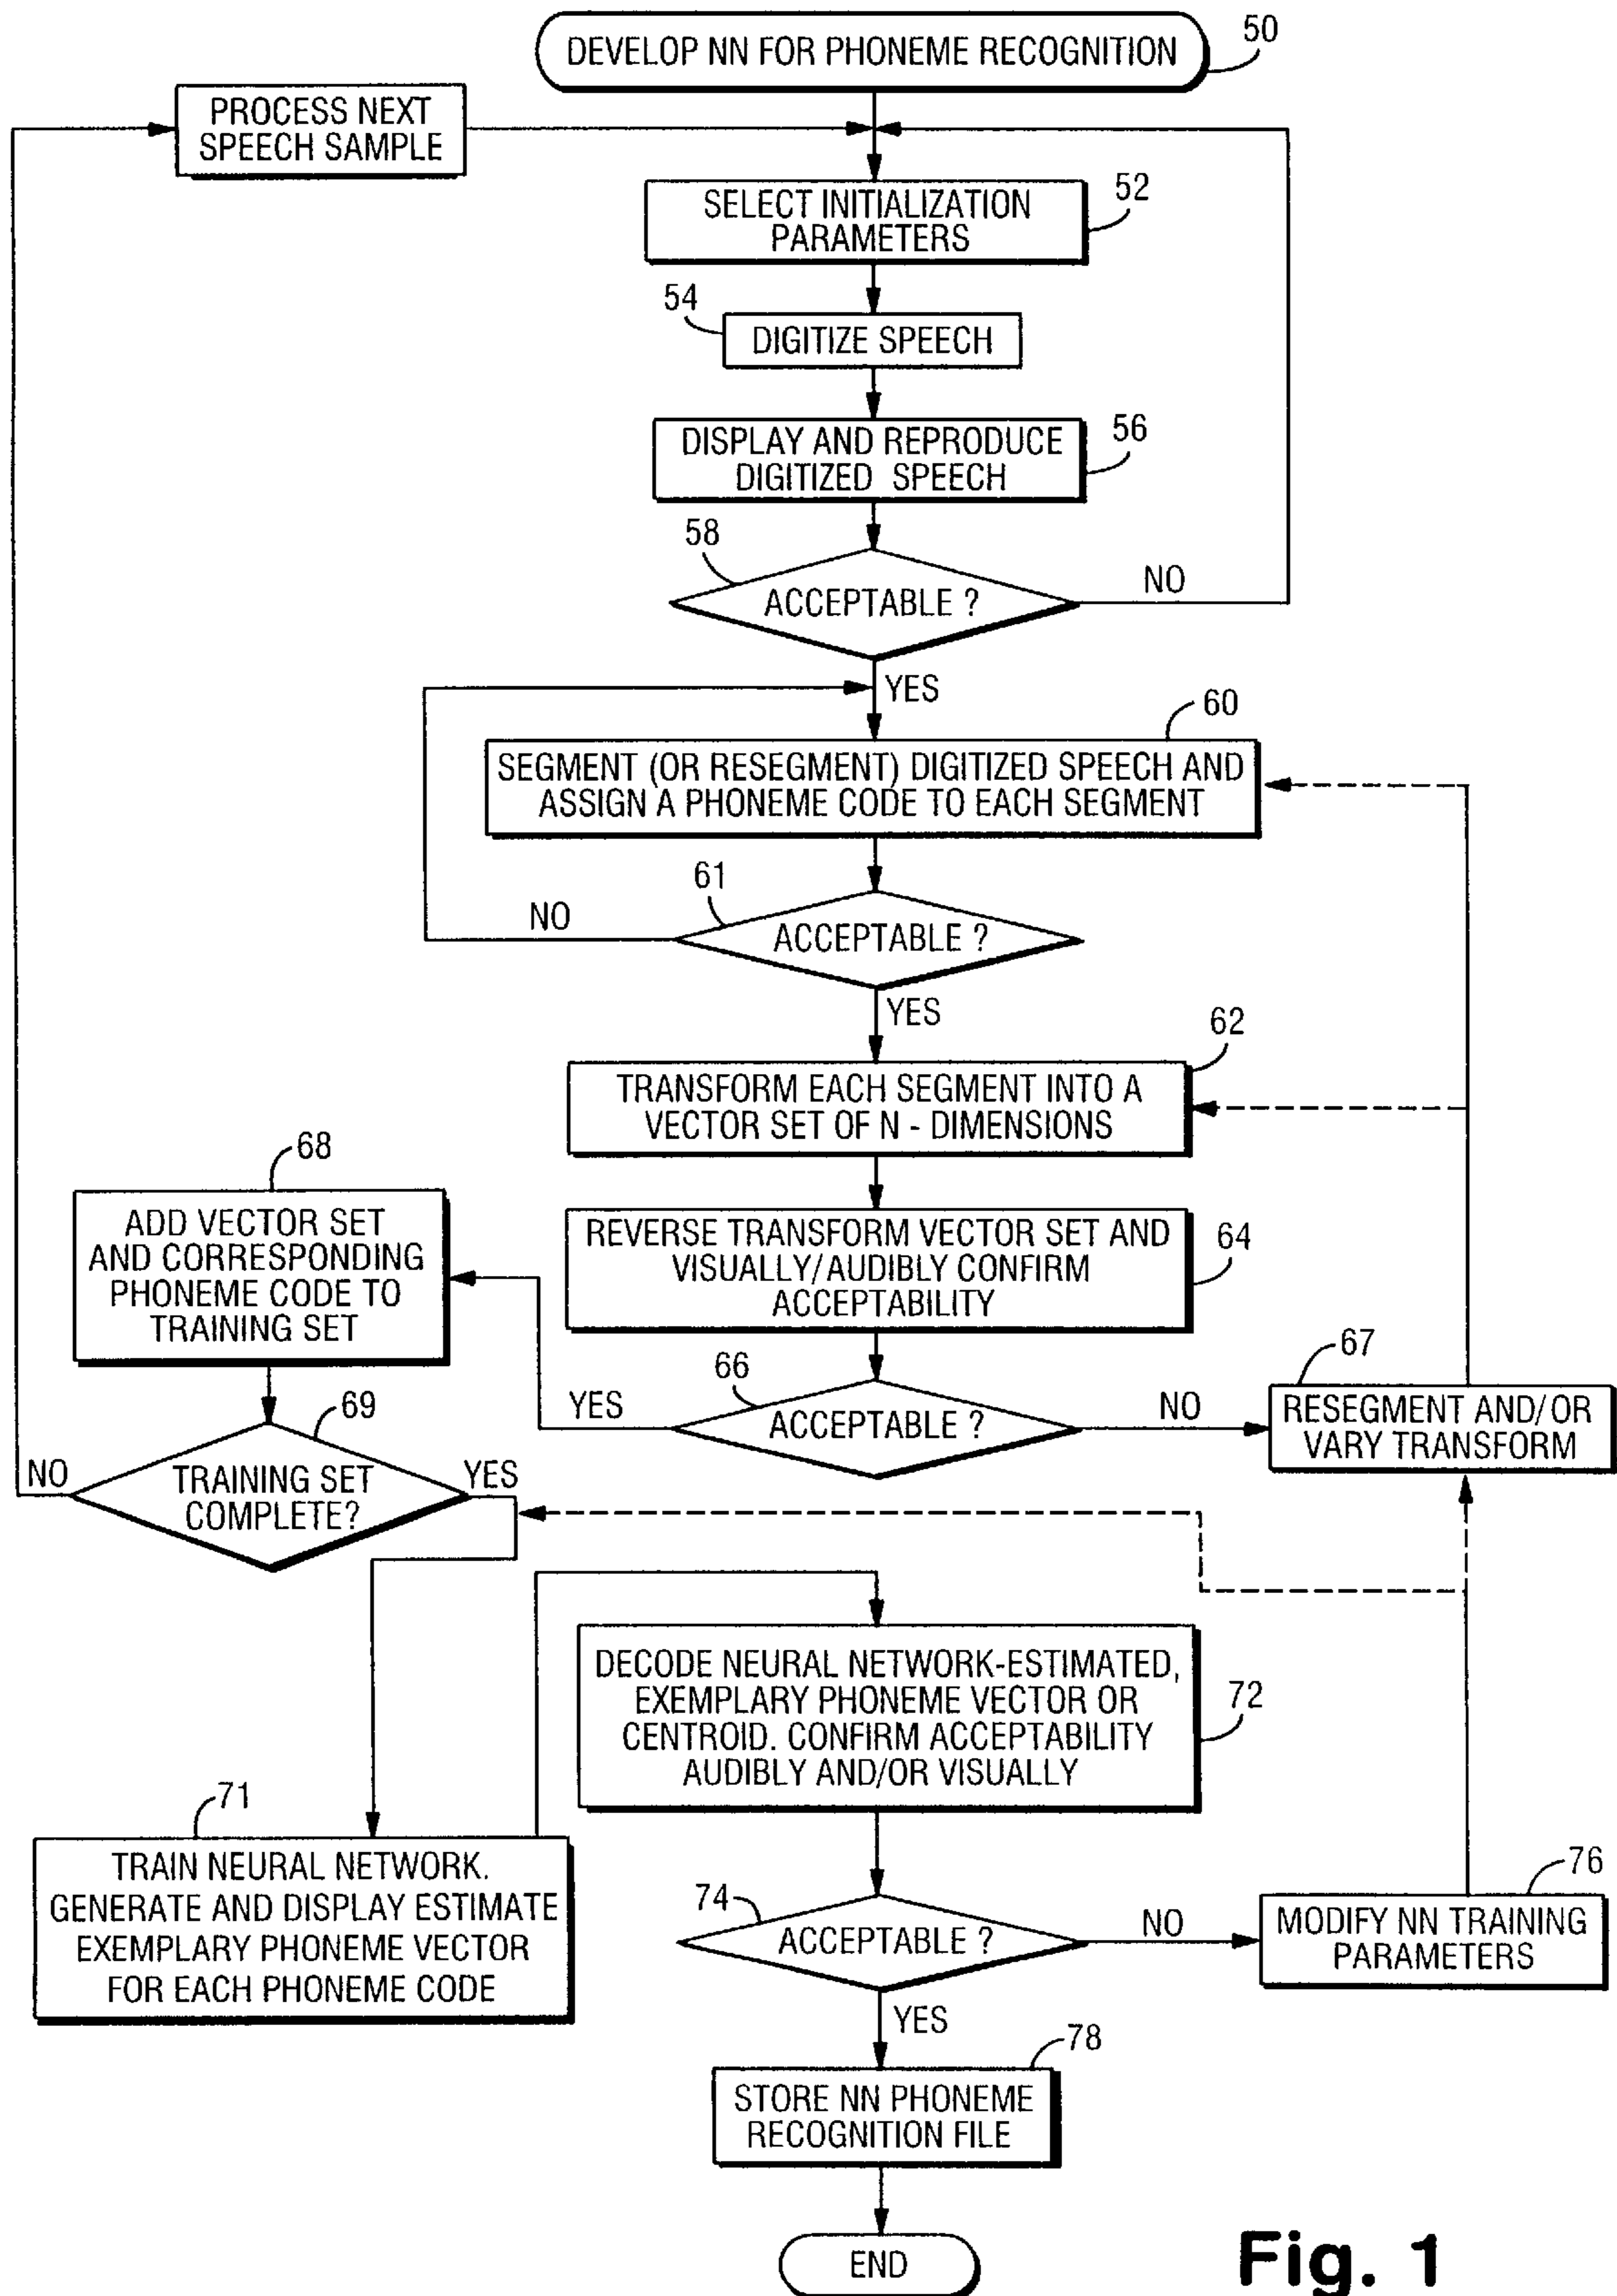 DEVELOP NN FOR PHONEME RECOGNITION
50
PROCESS NEXT
SPEECH SAMPLE
SELECT INITIALIZATION
PARAMETERS
52
54
DIGITIZE SPEECH
DISPLAY AND REPRODUCE
DIGITIZED SPEECH
56
58
ACCEPTABLE ?
NO
YES
60
SEGMENT (OR RESEGMENT) DIGITIZED SPEECH AND
ASSIGN A PHONEME CODE TO EACH SEGMENT
61
NO
ACCEPTABLE ?
YES
62
TRANSFORM EACH SEGMENT INTO A
VECTOR SET OF N - DIMENSIONS
REVERSE TRANSFORM VECTOR SET AND
VISUALLY/AUDIBLY CONFIRM
ACCEPTABILITY
64
66
YES
ACCEPTABLE ?
NO
67
RESEGMENT AND/OR
VARY TRANSFORM
68
ADD VECTOR SET
AND CORRESPONDING
PHONEME CODE TO
TRAINING SET
69
NO
TRAINING SET
COMPLETE?
YES
71
TRAIN NEURAL NETWORK.
GENERATE AND DISPLAY ESTIMATE
EXEMPLARY PHONEME VECTOR
FOR EACH PHONEME CODE
DECODE NEURAL NETWORK-ESTIMATED,
EXEMPLARY PHONEME VECTOR OR
CENTROID. CONFIRM ACCEPTABILITY
AUDIBLY AND/OR VISUALLY
72
74
ACCEPTABLE ?
NO
76
MODIFY NN TRAINING
PARAMETERS
YES
78
STORE NN PHONEME
RECOGNITION FILE
END
Fig. 1